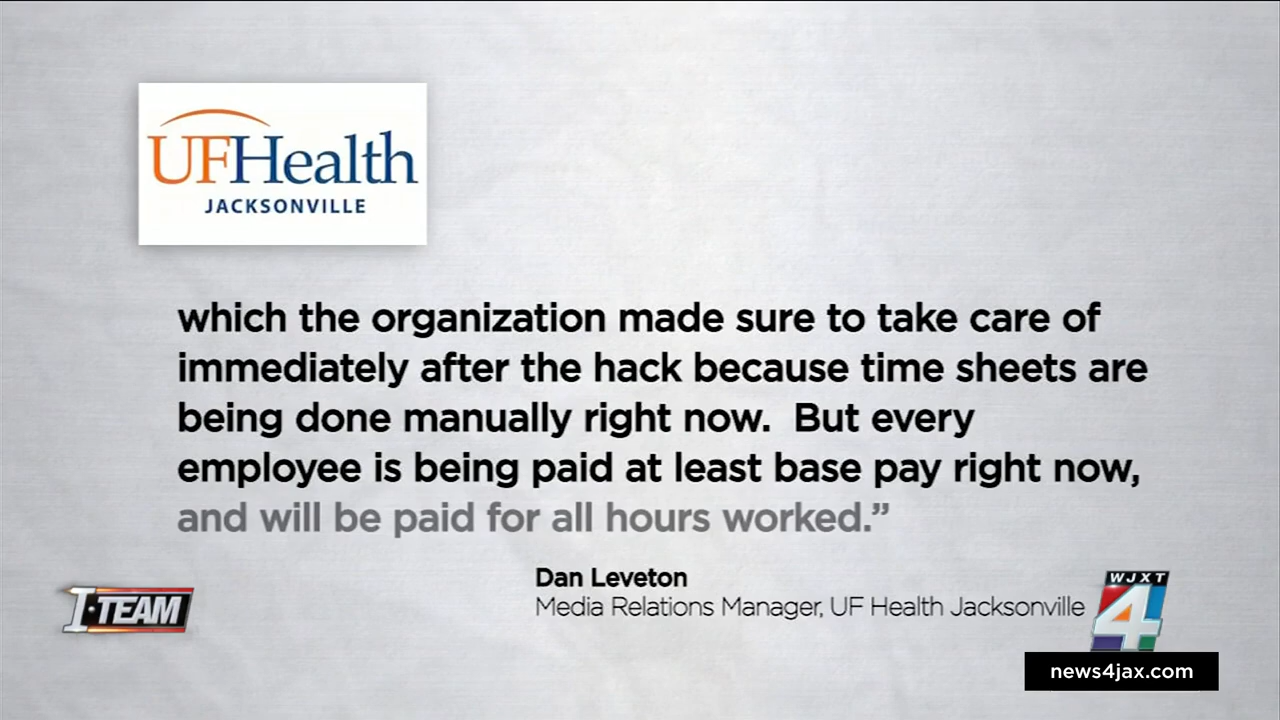 UFHealth
JACKSONVILLE
which the organization made sure to take care of
immediately after the hack because time sheets are
being done manually right now.  But every
employee is being paid at least base pay right now,
and will be paid for all hours worked.”
Dan Leveton
Media Relations Manager, UF Health Jacksonville
I-TEAM
WJXT
4
news4jax.com